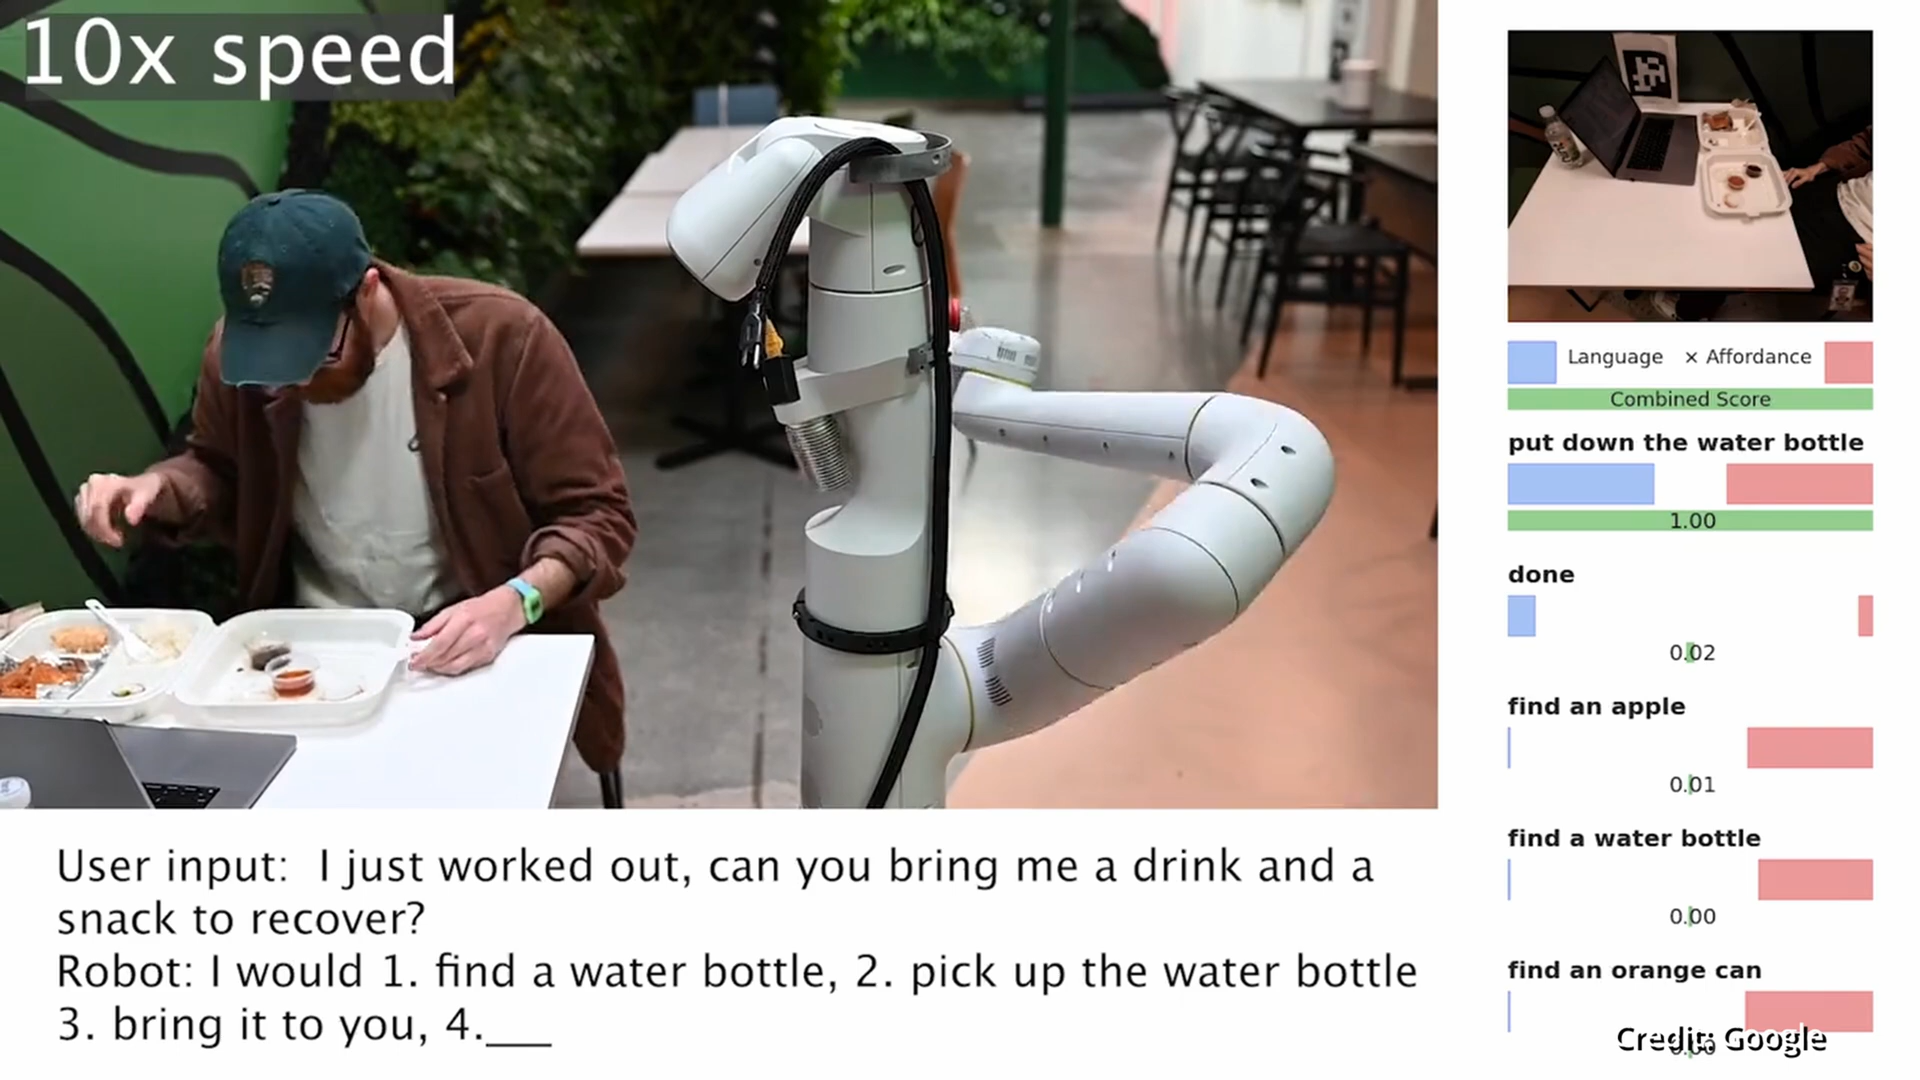 10x speed
Language × Affordance
Combined Score
put down the water bottle
1.00
done
0.02
find an apple
0.01
find a water bottle
0.00
find an orange can
0.00
Credit: Google
User input: I just worked out, can you bring me a drink and a
snack to recover?
Robot: I would 1. find a water bottle, 2. pick up the water bottle
3. bring it to you, 4.___